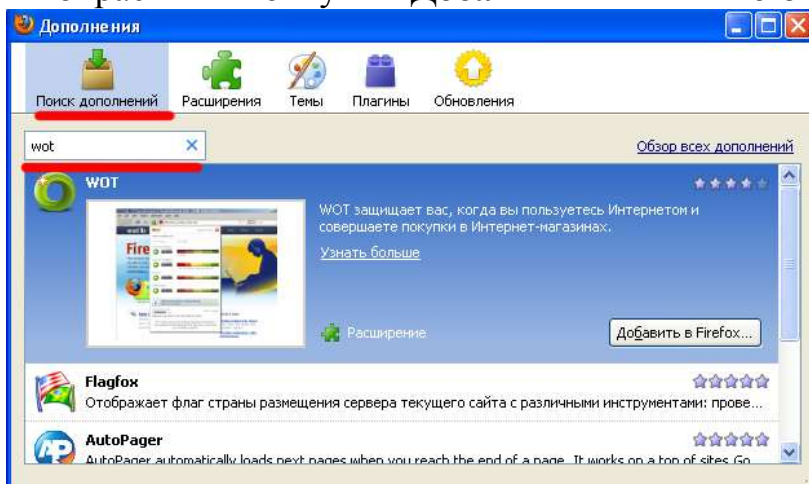 Дополнения
Поиск дополнений Расширения Темы Плагины Обновления
wot
Обзор всех дополнений
WOT
WOT защищает вас, когда вы пользуетесь Интернетом и
совершаете покупки в Интернет-магазинах.
Узнать больше
Fire
Расширение
Добавить в Firefox...
Flagfox
Отображает флаг страны размещения сервера текущего сайта с различными инструментами: прове...
AutoPager
AutoPager automatically loads next pages when you reach the end of a page. It works on a ton of sites Go